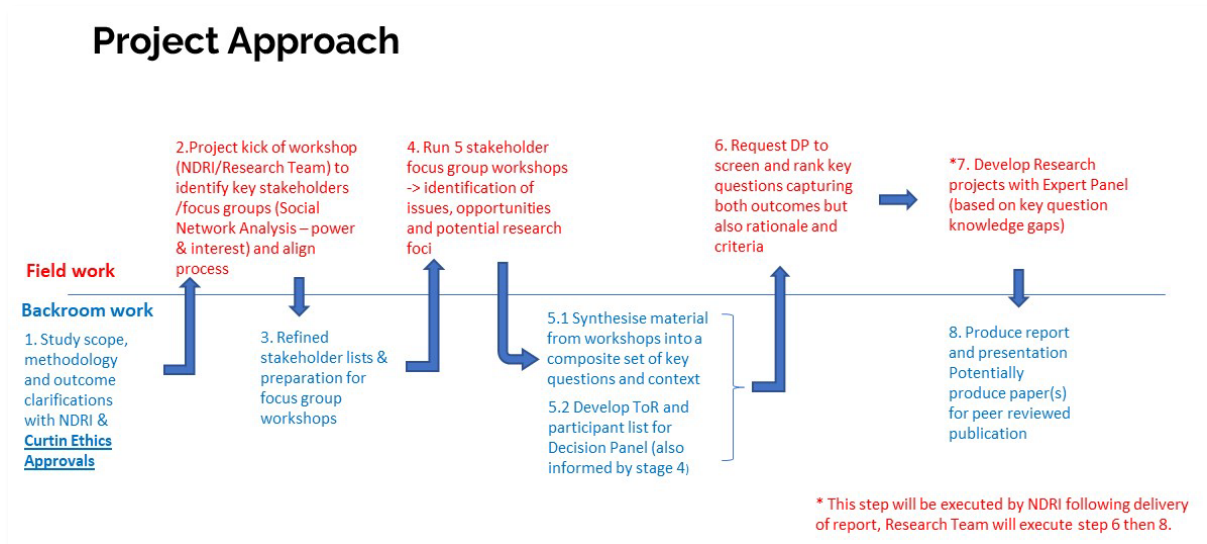 Project Approach
2.Project kick of workshop
(NDRI/Research Team) to
identify key stakeholders
/focus groups (Social
Network Analysis – power
& interest) and align
process
4. Run 5 stakeholder
focus group workshops
-> identification of
issues, opportunities
and potential research
foci
6. Request DP to
screen and rank key
questions capturing
both outcomes but
also rationale and
criteria
*7. Develop Research
projects with Expert Panel
(based on key question
knowledge gaps)
Field work
Backroom work
1. Study scope,
methodology
and outcome
clarifications
with NDRI &
Curtin Ethics
Approvals
3. Refined
stakeholder lists &
preparation for
focus group
workshops
5.1 Synthesise material
from workshops into a
composite set of key
questions and context
5.2 Develop ToR and
participant list for
Decision Panel (also
informed by stage 4)
8. Produce report
and presentation
Potentially
produce paper(s)
for peer reviewed
publication
* This step will be executed by NDRI following delivery
of report, Research Team will execute step 6 then 8.